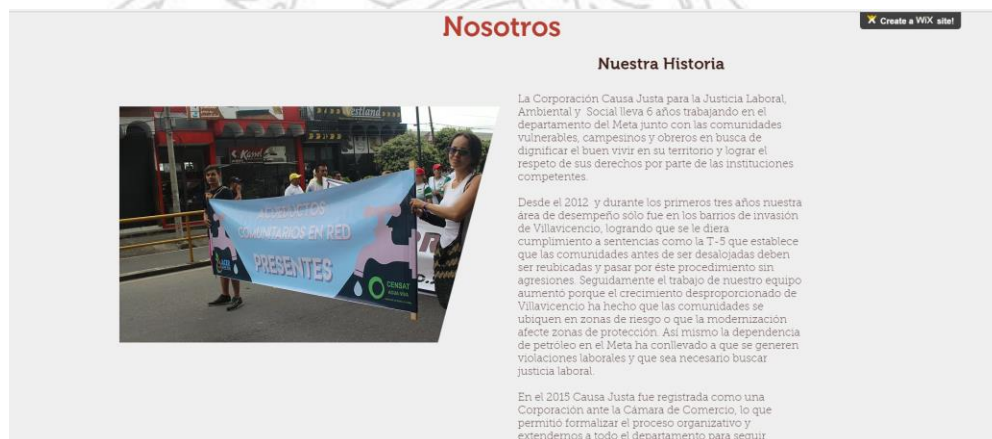 Nosotros
Create a WiX site!
Nuestra Historia
La Corporación Causa Justa para la Justicia Laboral,
Ambiental y Social lleva 6 años trabajando en el
departamento del Meta junto con las comunidades
vulnerables, campesinos y obreros en busca de
dignificar el buen vivir en su territorio y lograr el
respeto de sus derechos por parte de las instituciones
competentes.
Desde el 2012 y durante los primeros tres años nuestra
área de desempeño sólo fue en los barrios de invasión
de Villavicencio, logrando que se le diera
cumplimiento a sentencias como la T-5 que establece
que las comunidades antes de ser desalojadas deben
ser reubicadas y pasar por éste procedimiento sin
agresiones. Seguidamente el trabajo de nuestro equipo
aumentó porque el crecimiento desproporcionado de
Villavicencio ha hecho que las comunidades se
ubiquen en zonas de riesgo o que la modernización
afecte zonas de protección. Así mismo la dependencia
de petróleo en el Meta ha conllevado a que se generen
violaciones laborales y que sea necesario buscar
justicia laboral.
En el 2015 Causa Justa fue registrada como una
Corporación ante la Cámara de Comercio, lo que
permitió formalizar el proceso organizativo y
extendernos a todo el departamento para seguir
ACUEDUCTOS
COMUNITARIOS EN RED
PRESENTES
CENSAT
AGUA VIVA